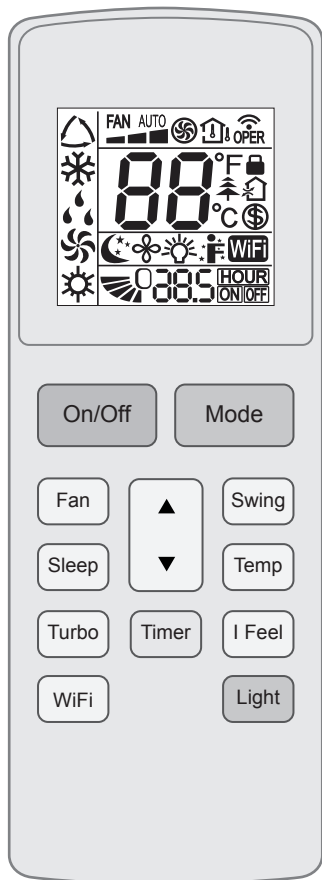 FAN AUTO
OPER
88 °F
°C $
WiFi
88.5 HOUR
ON OFF
On/Off Mode
Fan ▲ Swing
Sleep ▼ Temp
Turbo Timer I Feel
WiFi Light